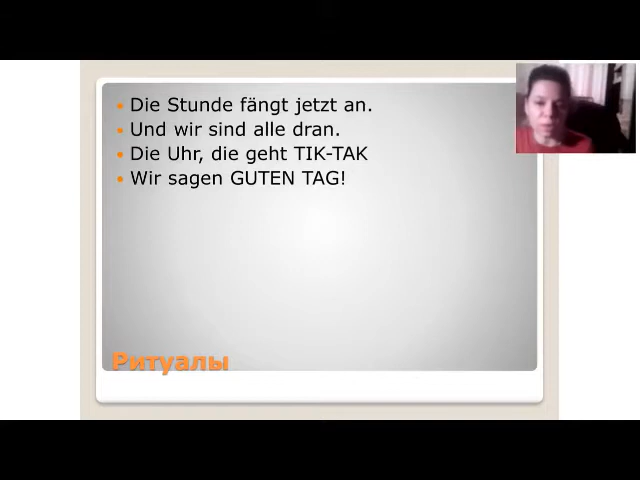 Die Stunde fängt jetzt an.
Und wir sind alle dran.
Die Uhr, die geht TIK-TAK
Wir sagen GUTEN TAG!
Ритуалы